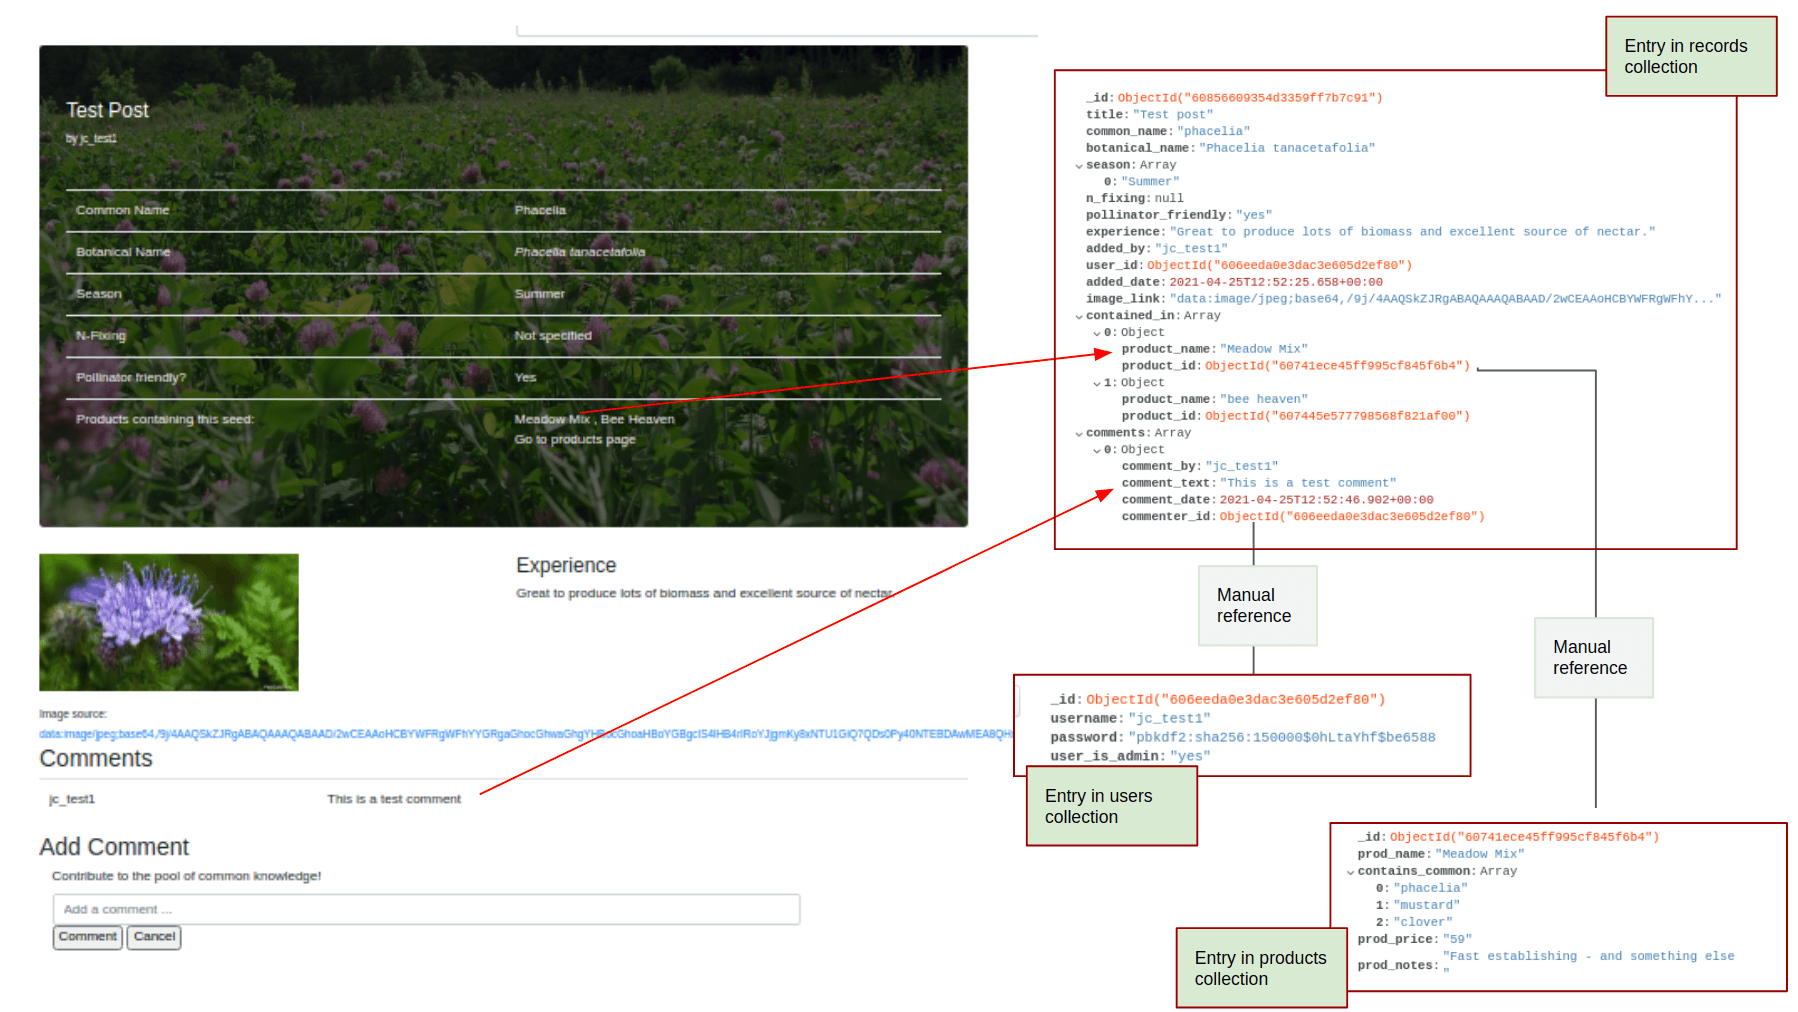 Test Post
by jc_test1
Common Name Phacelia
Botanical Name Phacelia tanacetafolia
Season Summer
N-Fixing Not specified
Pollinator friendly? Yes
Products containing this seed: Meadow Mix , Bee Heaven
Go to products page
Experience
Great to produce lots of biomass and excellent source of nectar.
Image source:
Comments
jc_test1 This is a test comment
Add Comment
Contribute to the pool of common knowledge!
Add a comment ...
Comment Cancel
Entry in records
collection
_id: ObjectId("60856609354d3359ff7b7c91")
title: "Test post"
common_name: "phacelia"
botanical_name: "Phacelia tanacetafolia"
season: Array
0: "Summer"
n_fixing: null
pollinator_friendly: "yes"
experience: "Great to produce lots of biomass and excellent source of nectar."
added_by: "jc_test1"
user_id: ObjectId("606eeda0e3dac3e605d2ef80")
added_date: 2021-04-25T12:52:25.658+00:00
image_link: "data:image/jpeg;base64,/9j/4AAQSkZJRgABAQAAAQABAAD/2wCEAAoHCBYWFRgWFhY..."
contained_in: Array
0: Object
product_name: "Meadow Mix"
product_id: ObjectId("60741ece45ff995cf845f6b4")
1: Object
product_name: "bee heaven"
product_id: ObjectId("607445e577798568f821af00")
comments: Array
0: Object
comment_by: "jc_test1"
comment_text: "This is a test comment"
comment_date: 2021-04-25T12:52:46.902+00:00
commenter_id: ObjectId("606eeda0e3dac3e605d2ef80")
Manual
reference
Manual
reference
_id: ObjectId("606eeda0e3dac3e605d2ef80")
username: "jc_test1"
password: "pbkdf2:sha256:150000$0hLtaYhf$be6588
user_is_admin: "yes"
Entry in users
collection
_id: ObjectId("60741ece45ff995cf845f6b4")
prod_name: "Meadow Mix"
contains_common: Array
0: "phacelia"
1: "mustard"
2: "clover"
prod_price: "59"
prod_notes: "Fast establishing - and something else
"
Entry in products
collection